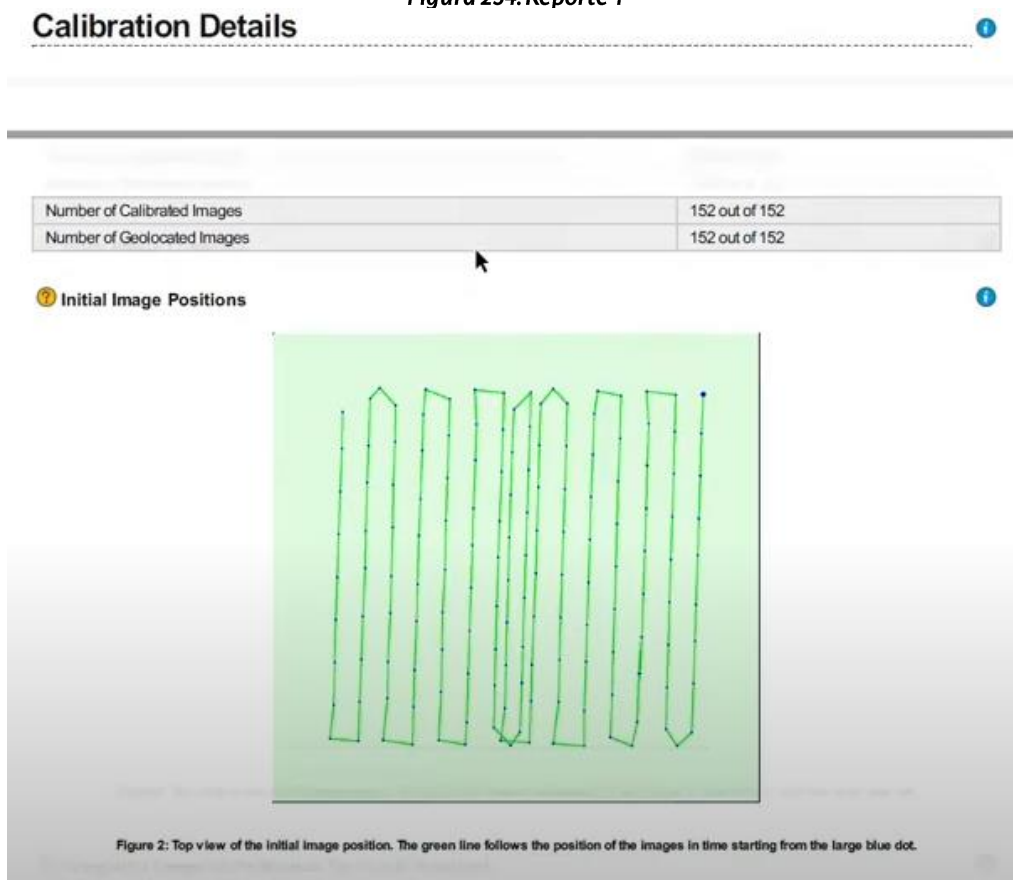 Figura 254. Reporte 1
Calibration Details
Number of Calibrated Images 152 out of 152
Number of Geolocated Images 152 out of 152
? Initial Image Positions
Figure 2: Top view of the initial image position. The green line follows the position of the images in time starting from the large blue dot.